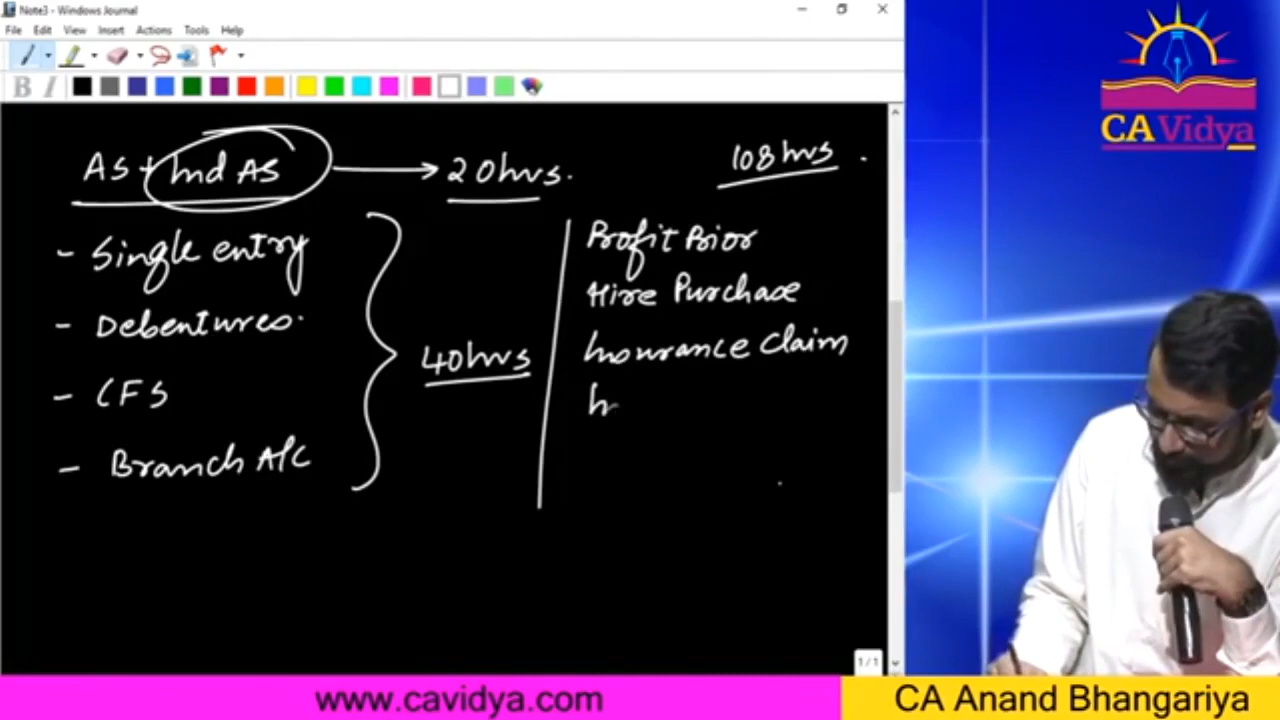 Note3 - Windows Journal
File Edit View Insert Actions Tools Help
B I
AS + Ind AS → 20hrs.
108 hrs.
- Single entry
- Debentures.
- CFS
- Branch A/C
40hrs
Profit Prior
Hire Purchase
Insurance Claim
1/1
CA Vidya
www.cavidya.com
CA Anand Bhangariya